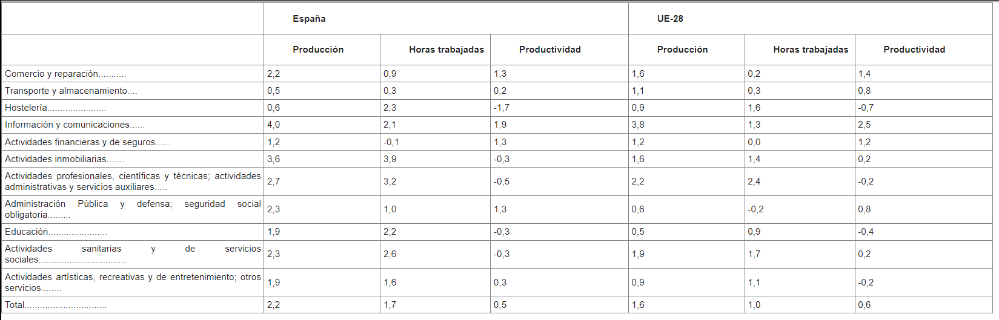 España UE-28
Producción Horas trabajadas Productividad Producción Horas trabajadas Productividad
Comercio y reparación........... 2,2 0,9 1,3 1,6 0,2 1,4
Transporte y almacenamiento.... 0,5 0,3 0,2 1,1 0,3 0,8
Hostelería....................... 0,6 2,3 -1,7 0,9 1,6 -0,7
Información y comunicaciones...... 4,0 2,1 1,9 3,8 1,3 2,5
Actividades financieras y de seguros...... 1,2 -0,1 1,3 1,2 0,0 1,2
Actividades inmobiliarias....... 3,6 3,9 -0,3 1,6 1,4 0,2
Actividades profesionales, científicas y técnicas; actividades
administrativas y servicios auxiliares..... 2,7 3,2 -0,5 2,2 2,4 -0,2
Administración Pública y defensa; seguridad social
obligatoria......... 2,3 1,0 1,3 0,6 -0,2 0,8
Educación....................... 1,9 2,2 -0,3 0,5 0,9 -0,4
Actividades sanitarias y de servicios
sociales.................................. 2,3 2,6 -0,3 1,9 1,7 0,2
Actividades artísticas, recreativas y de entretenimiento; otros
servicios........ 1,9 1,6 0,3 0,9 1,1 -0,2
Total................................ 2,2 1,7 0,5 1,6 1,0 0,6